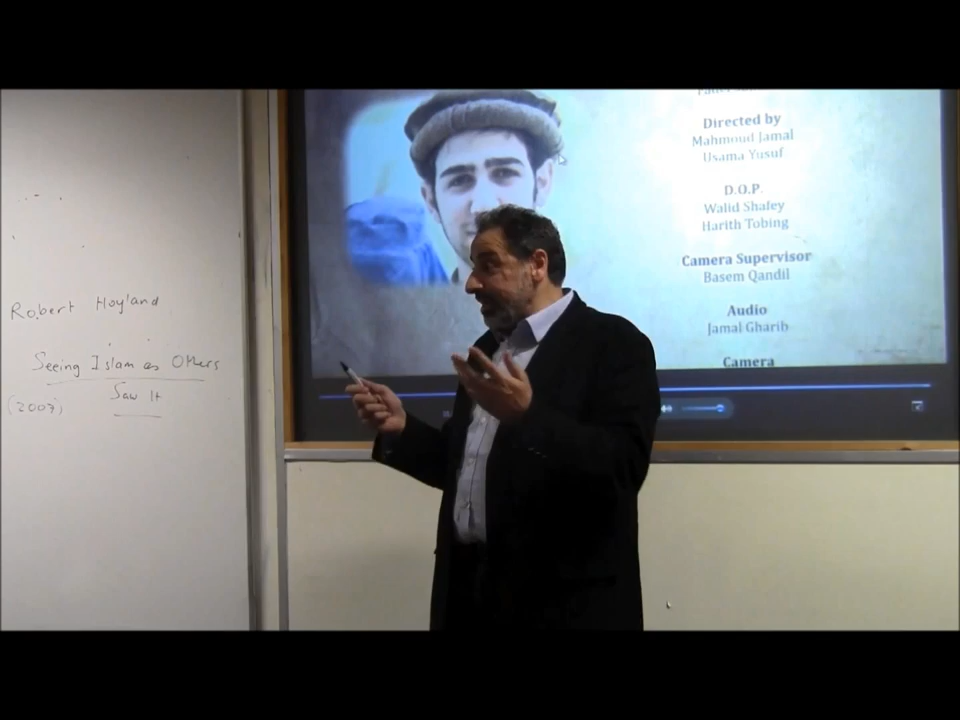 Robert Hoyland
Seeing Islam as Others
Saw It
(2007)
Directed by
Mahmoud Jamal
Usama Yusuf
D.O.P.
Walid Shafey
Harith Tobing
Camera Supervisor
Basem Qandil
Audio
Jamal Gharib
Camera